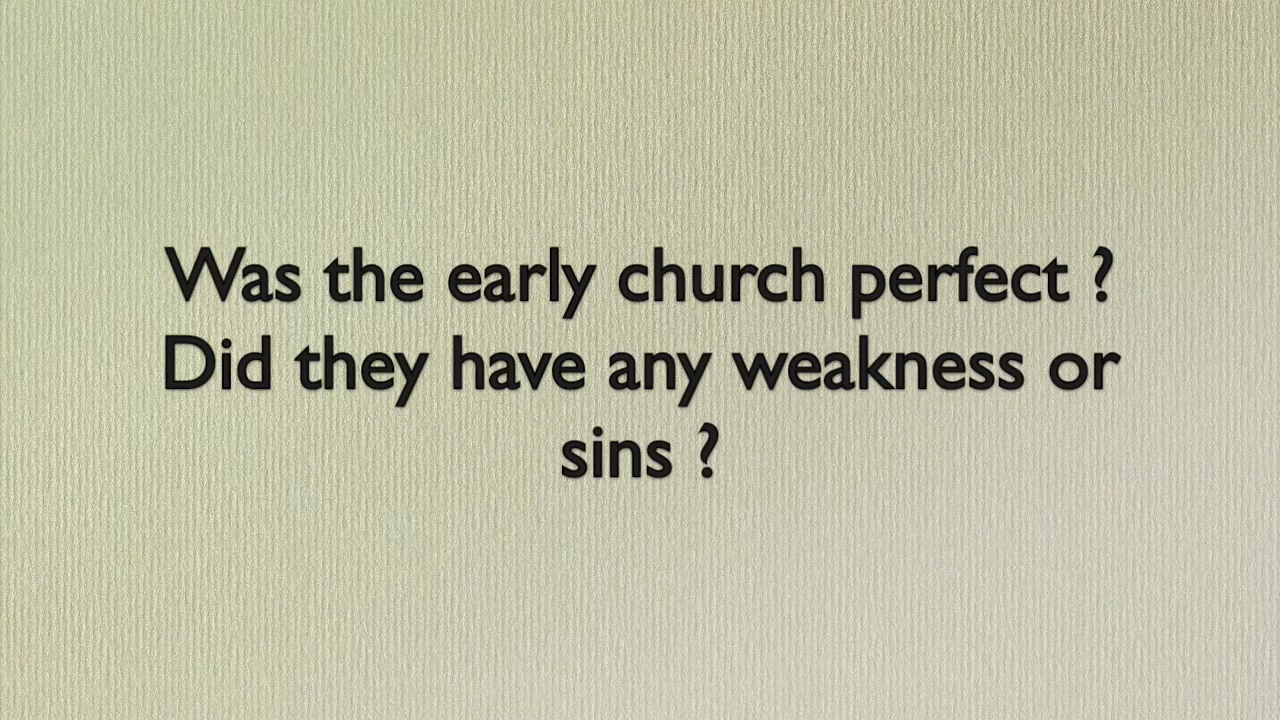 Was the early church perfect ?
Did they have any weakness or
sins ?